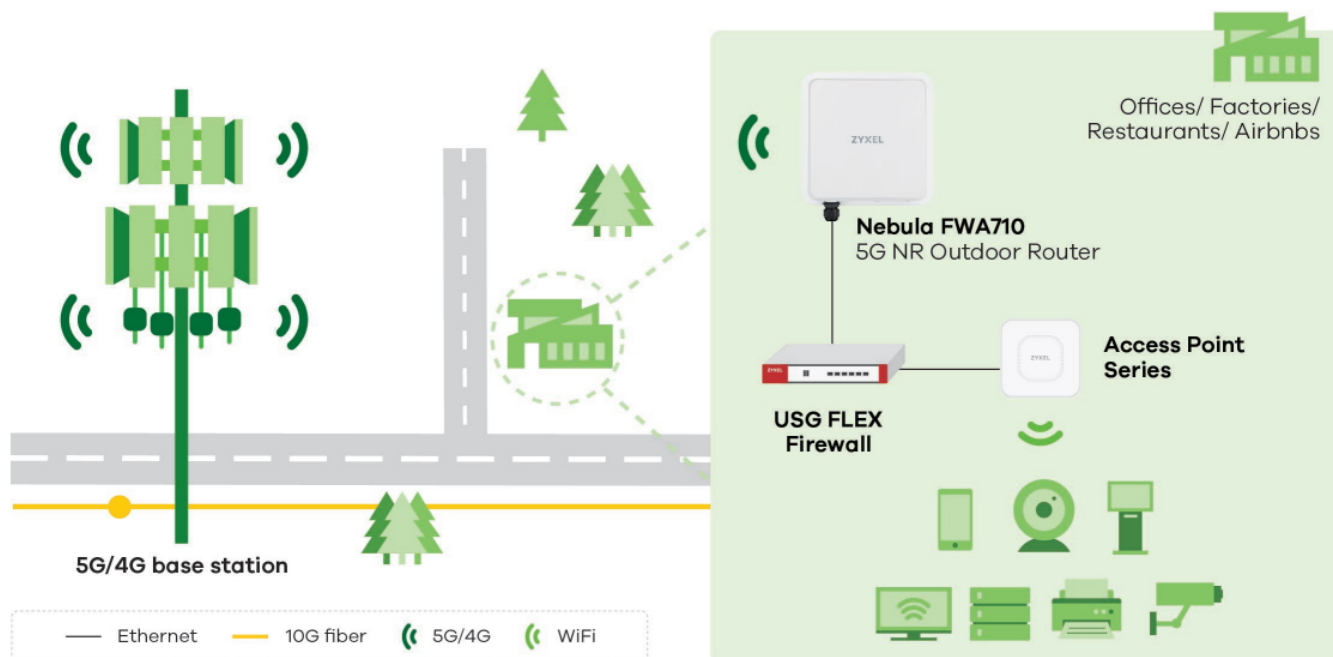 Offices/ Factories/
Restaurants/ Airbnbs
ZYXEL
Nebula FWA710
5G NR Outdoor Router
ZYXEL
USG FLEX
Firewall
ZYXEL
Access Point
Series
5G/4G base station
Ethernet
10G fiber
5G/4G
WiFi